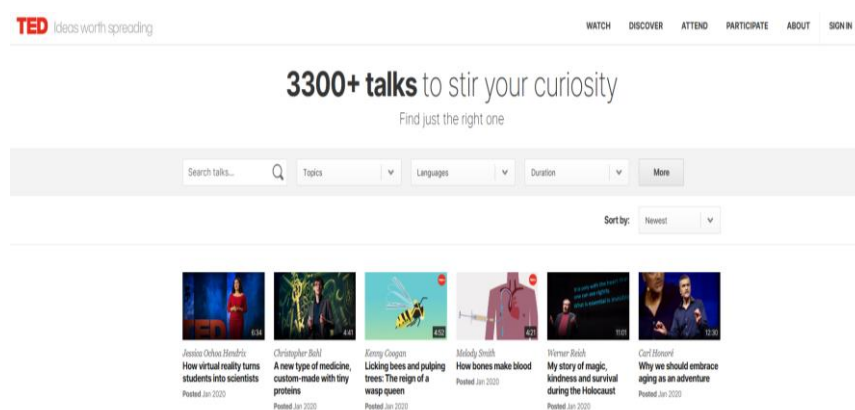 TED Ideas worth spreading
WATCH DISCOVER ATTEND PARTICIPATE ABOUT SIGN IN
3300+ talks to stir your curiosity
Find just the right one
Search talks... Topics Languages Duration More
Sort by: Newest
6:34
4:41
4:52
4:21
11:01
12:30
Jessica Ochoa Hendrix
How virtual reality turns
students into scientists
Posted Jan 2020
Christopher Bahl
A new type of medicine,
custom-made with tiny
proteins
Posted Jan 2020
Kenny Coogan
Licking bees and pulping
trees: The reign of a
wasp queen
Posted Jan 2020
Melody Smith
How bones make blood
Posted Jan 2020
Werner Reich
My story of magic,
kindness and survival
during the Holocaust
Posted Jan 2020
Carl Honoré
Why we should embrace
aging as an adventure
Posted Jan 2020